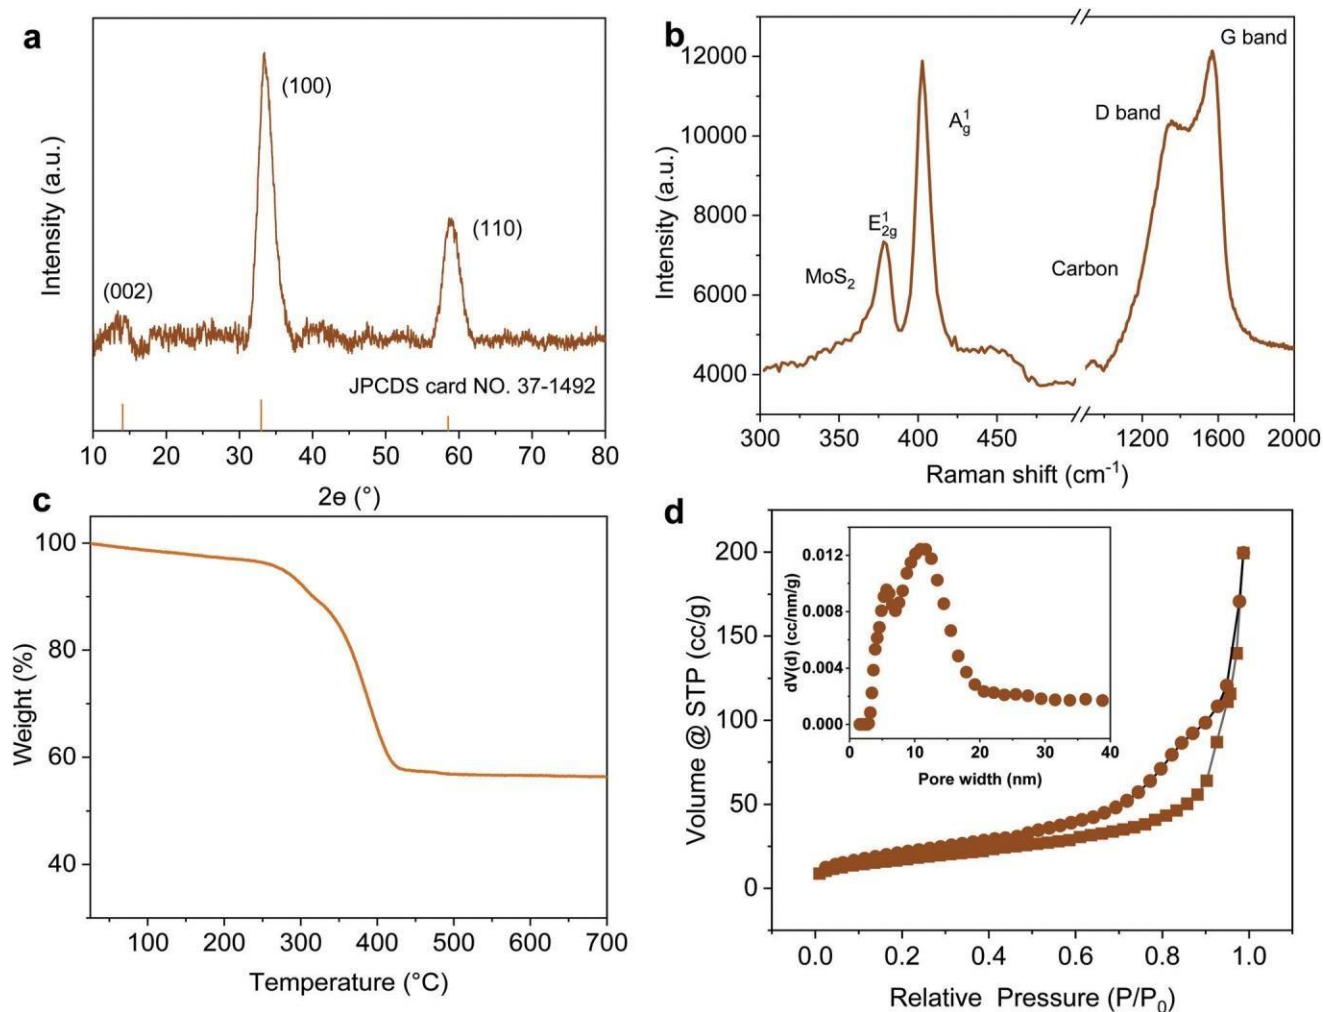 a
(100)
(110)
(002)
JPCDS card NO. 37-1492
Intensity (a.u.)
10 20 30 40 50 60 70 80
2ɵ (°)
b
G band
D band
A¹g
E¹2g
MoS₂
Carbon
Intensity (a.u.)
12000
10000
8000
6000
4000
300 400 450 1200 1600 2000
Raman shift (cm⁻¹)
c
Weight (%)
100
80
60
40
100 200 300 400 500 600 700
Temperature (°C)
d
Volume @ STP (cc/g)
200
150
100
50
0
0.0 0.2 0.4 0.6 0.8 1.0
Relative Pressure (P/P₀)
dV(d) (cc/nm/g)
0.012
0.008
0.004
0.000
0 10 20 30 40
Pore width (nm)